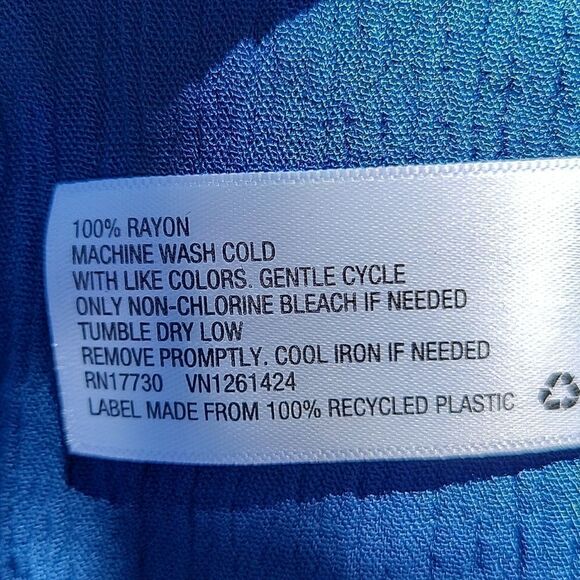 100% RAYON
MACHINE WASH COLD
WITH LIKE COLORS. GENTLE CYCLE
ONLY NON-CHLORINE BLEACH IF NEEDED
TUMBLE DRY LOW
REMOVE PROMPTLY. COOL IRON IF NEEDED
RN17730 VN1261424
LABEL MADE FROM 100% RECYCLED PLASTIC